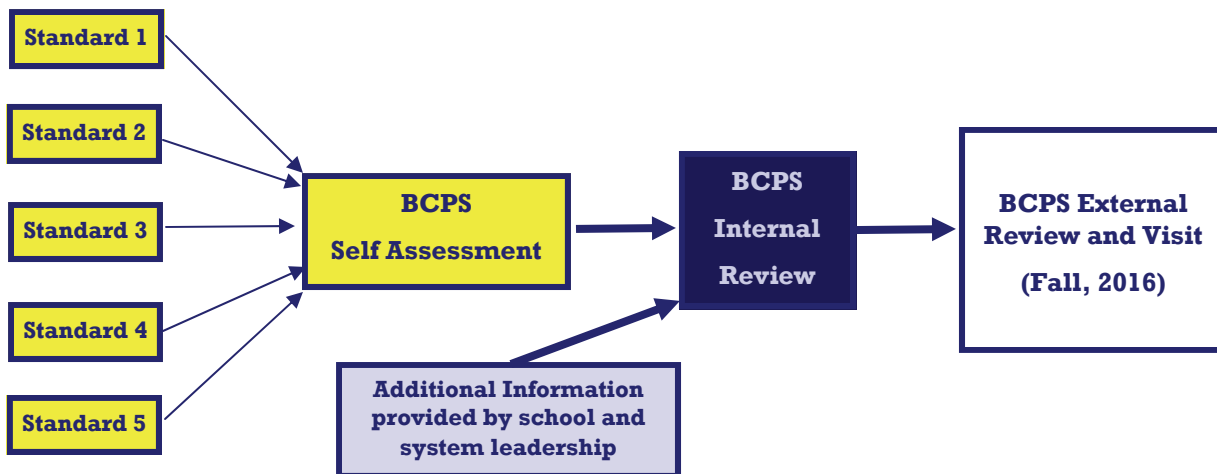 Standard 1
Standard 2
Standard 3
Standard 4
Standard 5
BCPS
Self Assessment
BCPS
Internal
Review
Additional Information
provided by school and
system leadership
BCPS External
Review and Visit
(Fall, 2016)